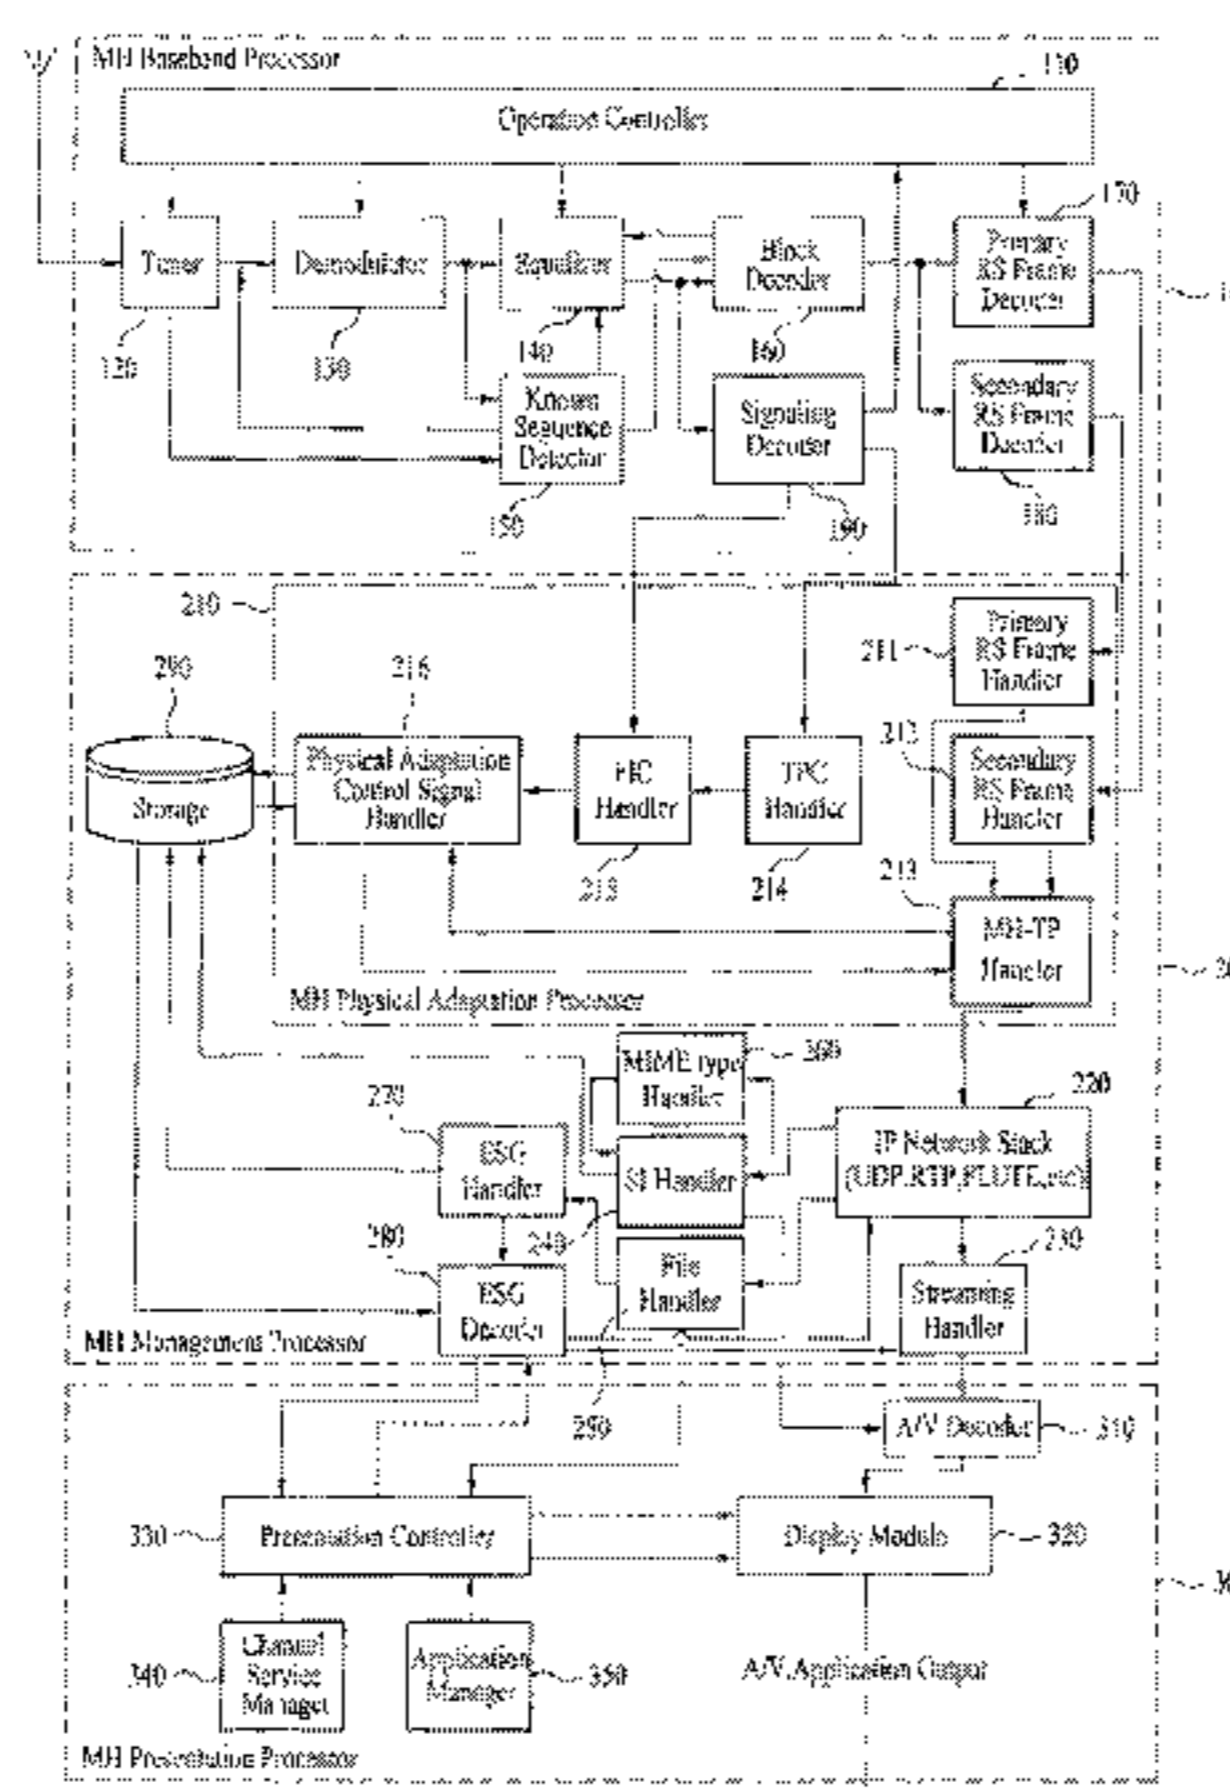 MH Baseband Processor
110
Operation Controller
170
Tuner
Demodulator
Equalizer
Block
Decoder
Primary
RS Frame
Decoder
120
130
140
160
Known
Sequence
Detector
Signaling
Decoder
Secondary
RS Frame
Decoder
150
190
180
210
290
216
211
Primary
RS Frame
Handler
Storage
Physical Adaptation
Control Signal
Handler
FIC
Handler
TPC
Handler
212
Secondary
RS Frame
Handler
214
213
MH-TP
Handler
MH Physical Adaptation Processor
MIME type
Handler
260
270
220
ESG
Handler
SI Handler
IP Network Stack
(UDP,RTP,FLUTE,etc)
280
240
230
ESG
Decoder
File
Handler
Streaming
Handler
MH Management Processor
250
A/V Decoder
310
330
Presentation Controller
Display Module
320
340
Channel
Service
Manager
Application
Manager
350
A/V,Application Output
MH Presentation Processor